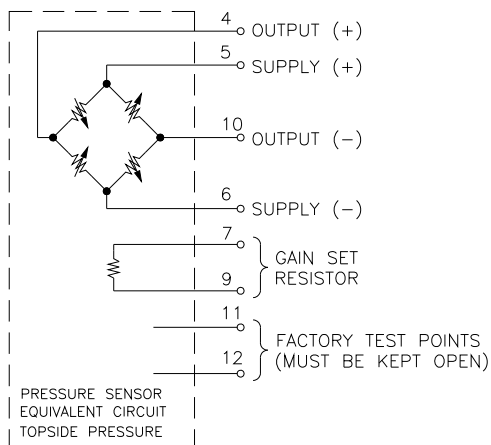 4
OUTPUT (+)
5
SUPPLY (+)
10
OUTPUT (-)
6
SUPPLY (-)
7
9
GAIN SET
RESISTOR
11
12
FACTORY TEST POINTS
(MUST BE KEPT OPEN)
PRESSURE SENSOR
EQUIVALENT CIRCUIT
TOPSIDE PRESSURE